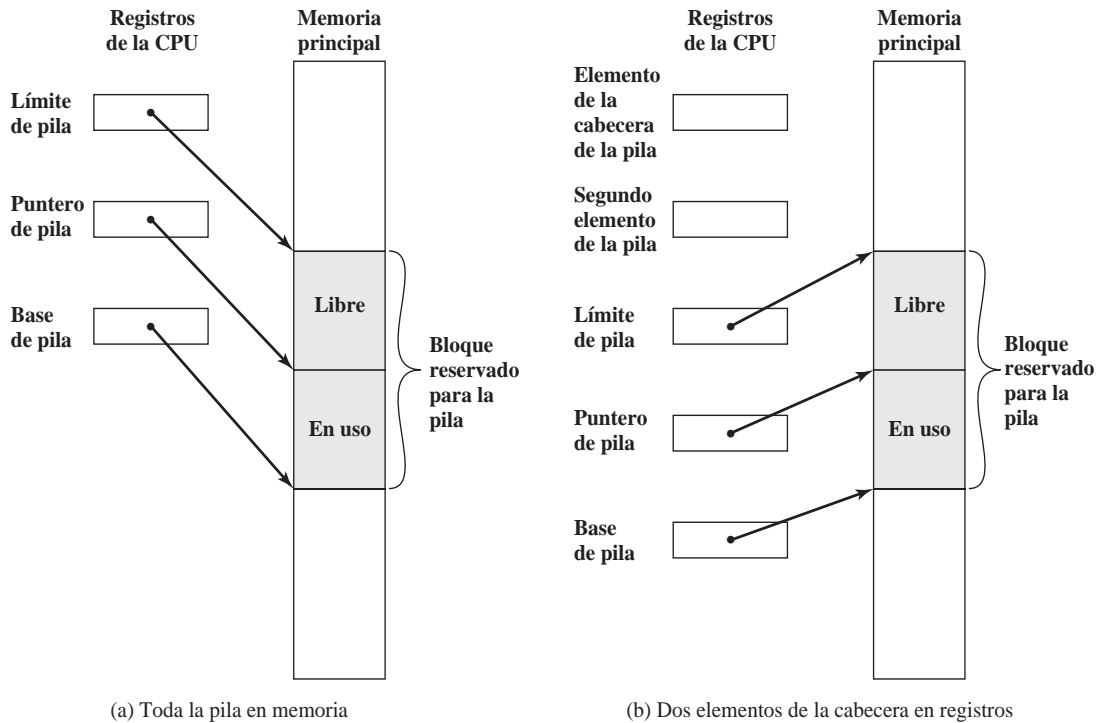 Registros
de la CPU
Memoria
principal
Límite
de pila
Puntero
de pila
Base
de pila
Libre
En uso
Bloque
reservado
para la
pila
(a) Toda la pila en memoria
Registros
de la CPU
Memoria
principal
Elemento
de la
cabecera
de la pila
Segundo
elemento
de la pila
Límite
de pila
Puntero
de pila
Base
de pila
Libre
En uso
Bloque
reservado
para la
pila
(b) Dos elementos de la cabecera en registros